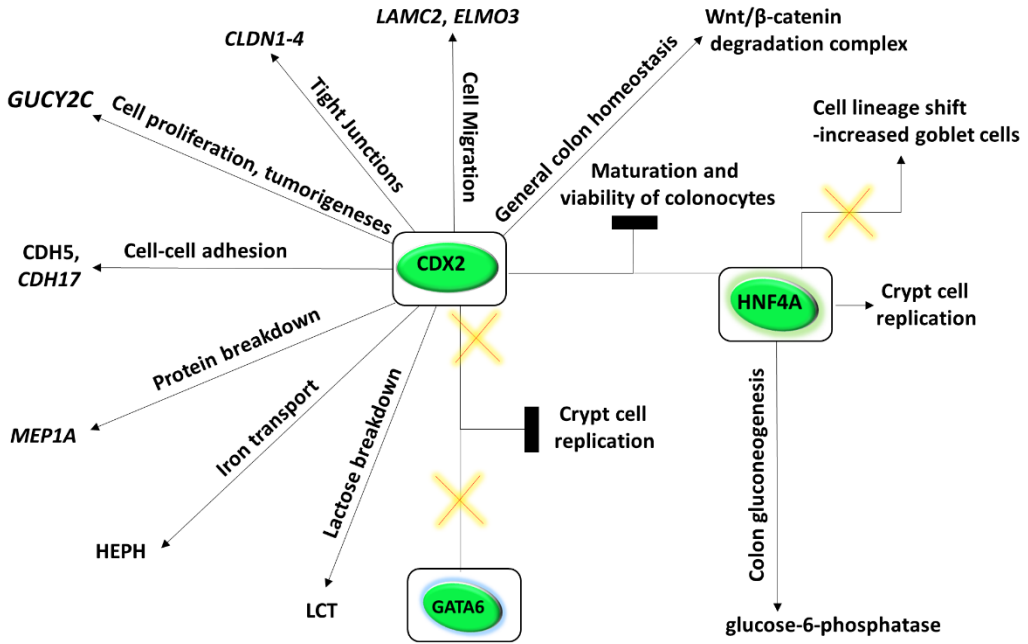 LAMC2, ELMO3
Wnt/β-catenin
degradation complex
CLDN1-4
GUCY2C
Cell proliferation, tumorigeneses
Tight Junctions
Cell Migration
General colon homeostasis
Cell lineage shift
-increased goblet cells
Maturation and
viability of colonocytes
CDH5,
CDH17
Cell-cell adhesion
CDX2
HNF4A
Crypt cell
replication
Protein breakdown
MEP1A
Iron transport
HEPH
Lactose breakdown
LCT
Crypt cell
replication
GATA6
Colon gluconeogenesis
glucose-6-phosphatase